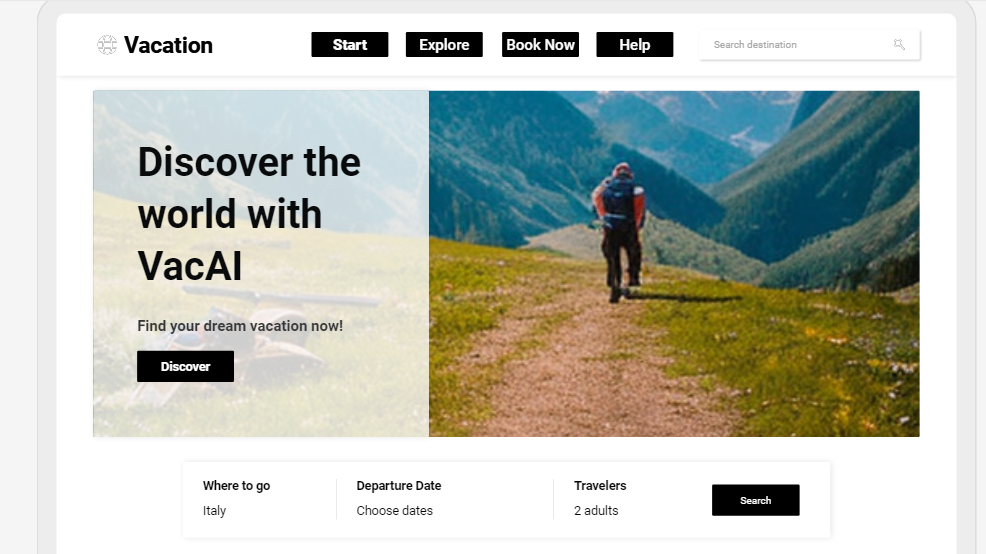 Vacation
Start
Explore
Book Now
Help
Search destination
Discover the
world with
VacAI
Find your dream vacation now!
Discover
Where to go
Italy
Departure Date
Choose dates
Travelers
2 adults
Search